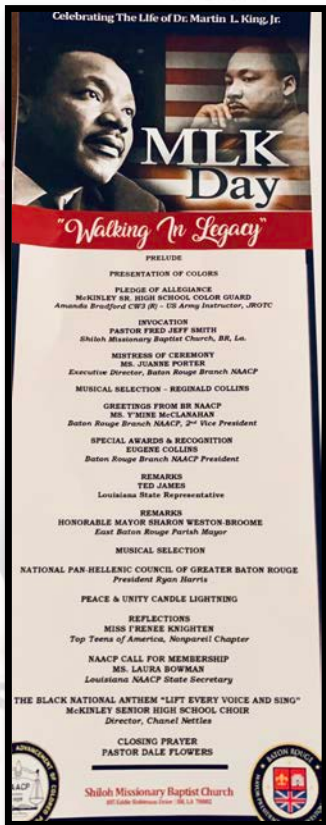 Celebrating The Life of Dr. Martin L. King, Jr.
MLK
Day
"Walking In Legacy"
PRELUDE
PRESENTATION OF COLORS
PLEDGE OF ALLEGIANCE
McKINLEY SR. HIGH SCHOOL COLOR GUARD
Amanda Bradford CW3 (R) - US Army Instructor, JROTC
INVOCATION
PASTOR FRED JEFF SMITH
Shiloh Missionary Baptist Church, BR, La.
MISTRESS OF CEREMONY
MS. JUANNE PORTER
Executive Director, Baton Rouge Branch NAACP
MUSICAL SELECTION - REGINALD COLLINS
GREETINGS FROM BR NAACP
MS. Y'MINE McCLANAHAN
Baton Rouge Branch NAACP, 2nd Vice President
SPECIAL AWARDS & RECOGNITION
EUGENE COLLINS
Baton Rouge Branch NAACP President
REMARKS
TED JAMES
Louisiana State Representative
REMARKS
HONORABLE MAYOR SHARON WESTON-BROOME
East Baton Rouge Parish Mayor
MUSICAL SELECTION
NATIONAL PAN-HELLENIC COUNCIL OF GREATER BATON ROUGE
President Ryan Harris
PEACE & UNITY CANDLE LIGHTNING
REFLECTIONS
MISS I'RENEE KNIGHTEN
Top Teens of America, Nonpareil Chapter
NAACP CALL FOR MEMBERSHIP
MS. LAURA BOWMAN
Louisiana NAACP State Secretary
THE BLACK NATIONAL ANTHEM "LIFT EVERY VOICE AND SING"
McKINLEY SENIOR HIGH SCHOOL CHOIR
Director, Chanel Nettles
CLOSING PRAYER
PASTOR DALE FLOWERS
ADVANCEMENT OF COLORED
BATON ROUGE
Shiloh Missionary Baptist Church